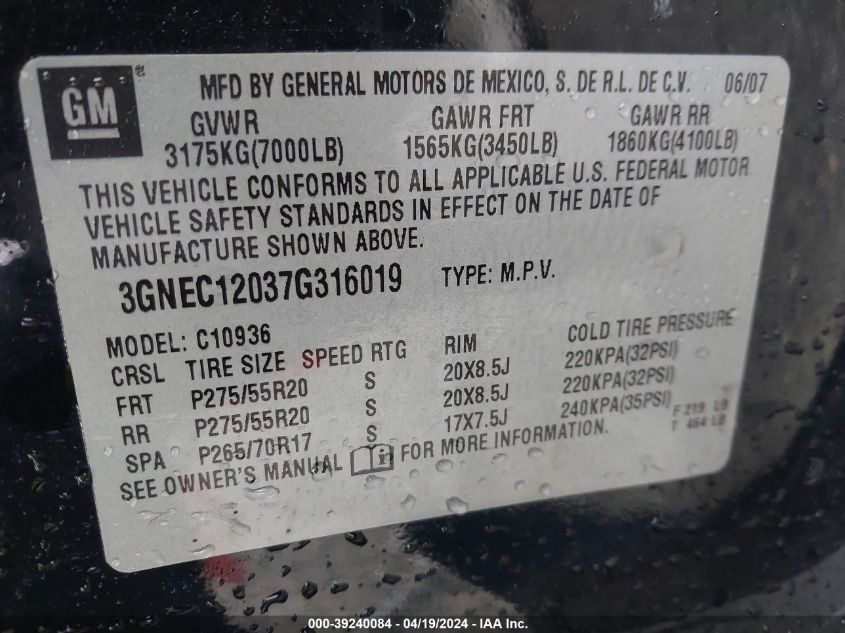 GM ®
MFD BY GENERAL MOTORS DE MEXICO, S. DE R.L. DE C.V. 06/07
GVWR GAWR FRT GAWR RR
3175KG(7000LB) 1565KG(3450LB) 1860KG(4100LB)
THIS VEHICLE CONFORMS TO ALL APPLICABLE U.S. FEDERAL MOTOR
VEHICLE SAFETY STANDARDS IN EFFECT ON THE DATE OF
MANUFACTURE SHOWN ABOVE.
3GNEC12037G316019 TYPE: M.P.V.
MODEL: C10936
CRSL TIRE SIZE SPEED RTG RIM COLD TIRE PRESSURE
FRT P275/55R20 S 20X8.5J 220KPA(32PSI)
RR P275/55R20 S 20X8.5J 220KPA(32PSI)
SPA P265/70R17 S 17X7.5J 240KPA(35PSI) F 219 LB
T 464 LB
SEE OWNER'S MANUAL i FOR MORE INFORMATION.
000-39240084 - 04/19/2024 - IAA Inc.